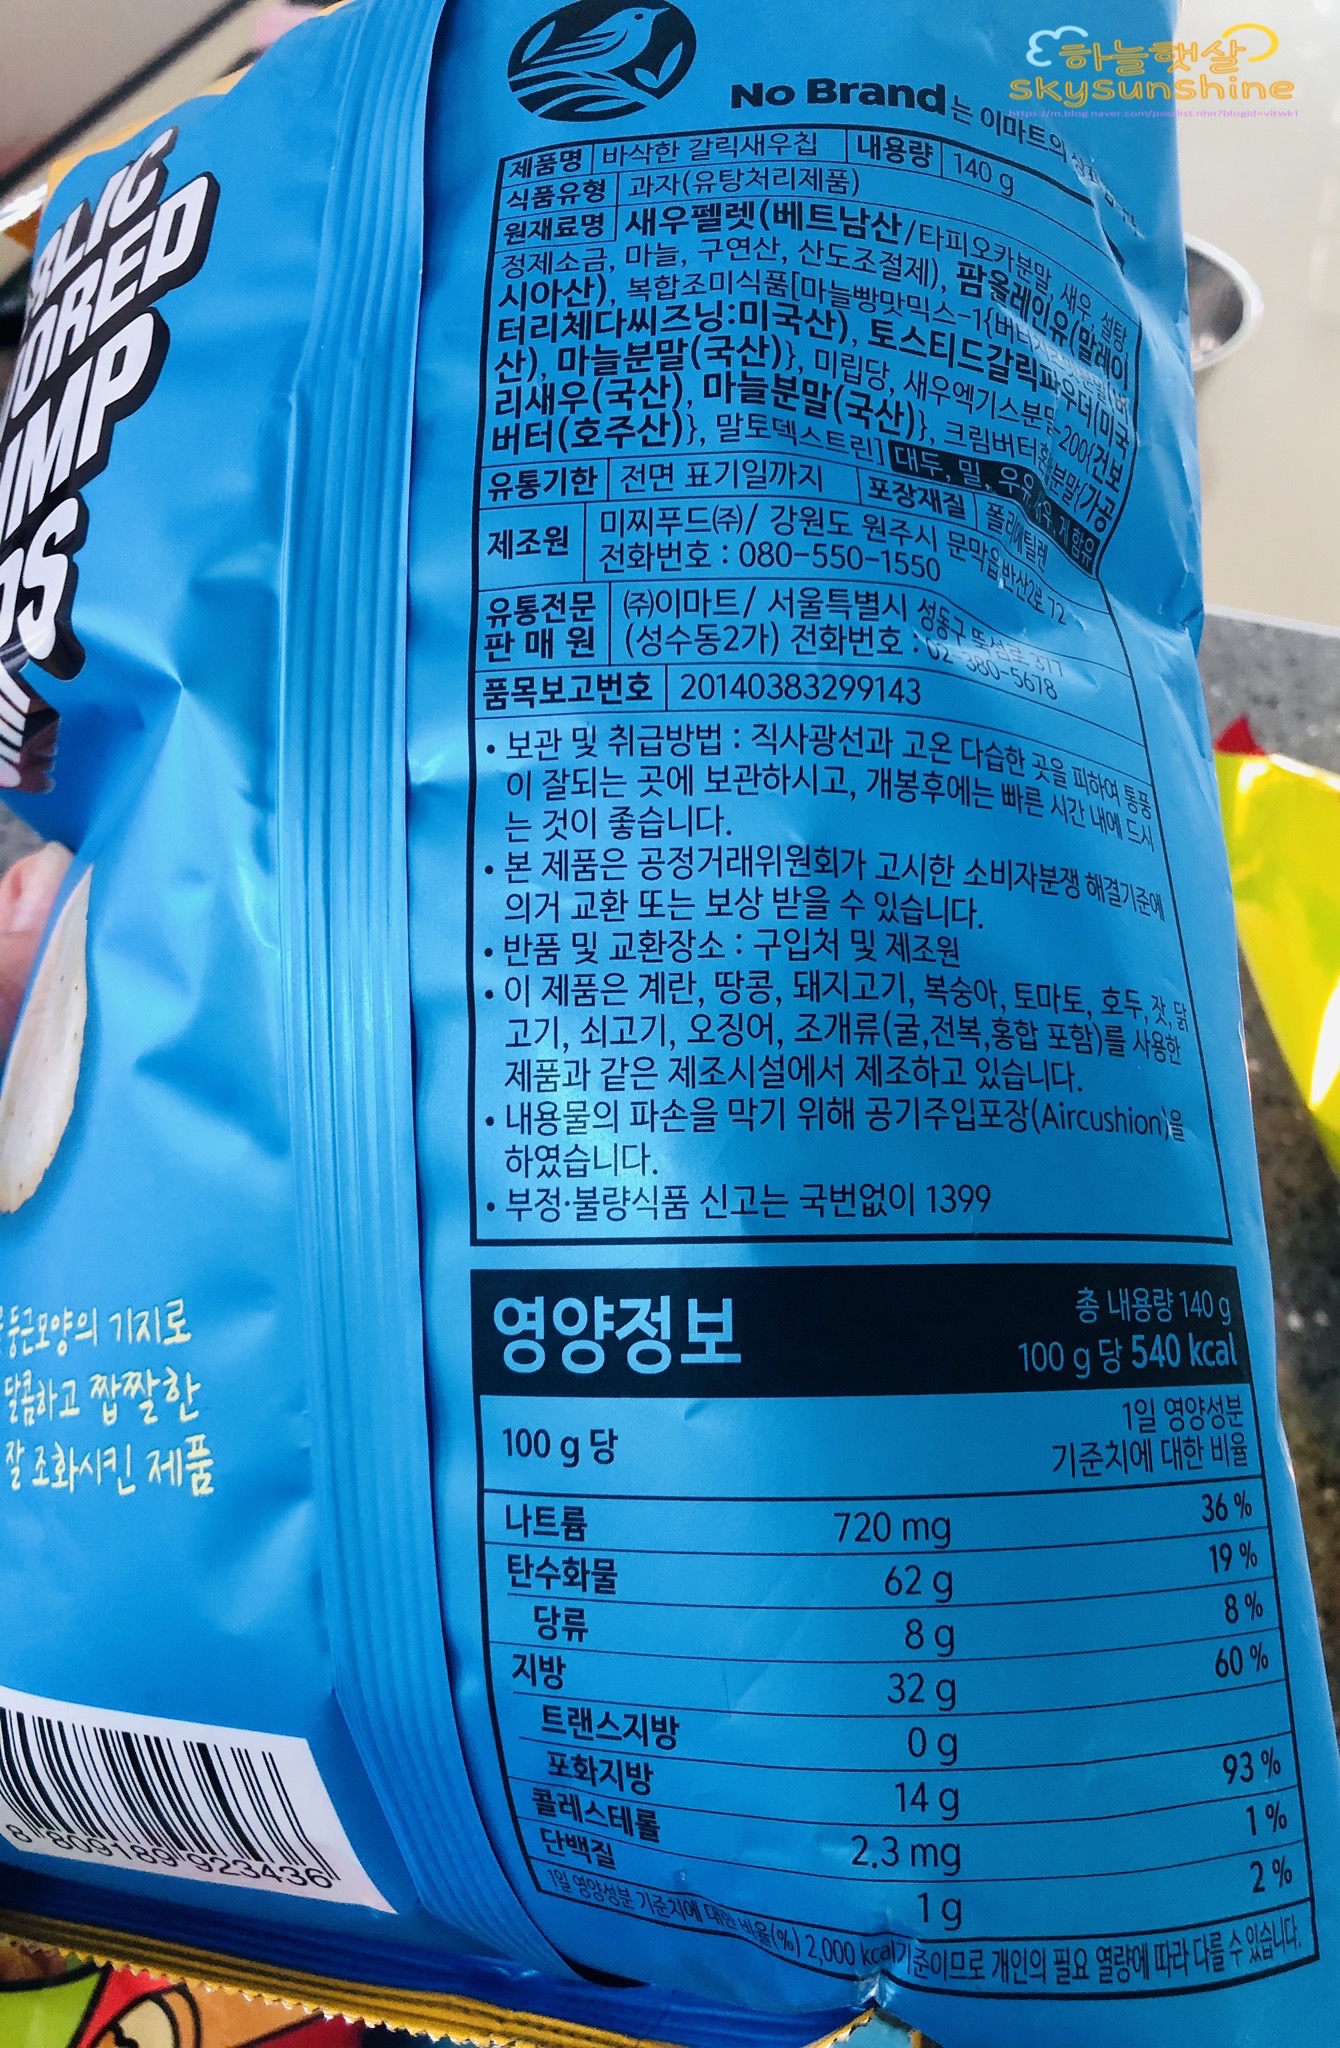 하늘햇살
skysunshine
https://m.blog.naver.com/postlist.nhn?blogid=vltwk1
No Brand는 이마트의
제품명 바삭한 갈릭새우칩 내용량 140 g
식품유형 과자(유탕처리제품)
원재료명 새우펠렛(베트남산/타피오카분말, 새우, 설탕,
정제소금, 마늘, 구연산, 산도조절제), 팜올레인유(말레이
시아산), 복합조미식품[마늘빵맛믹스-1{
터리체다씨즈닝:미국산), 토스티드갈릭파우더(미국
산), 마늘분말(국산)}, 미립당, 새우엑기스분말-200{건보
리새우(국산), 마늘분말(국산)}, 크림버터혼합분말{가공
버터(호주산)}, 말토덱스트린] 대두, 밀, 우유, 새우, 게 함유
유통기한 전면 표기일까지 포장재질 폴리에틸렌
제조원 미찌푸드(주)/ 강원도 원주시 문막읍 반산2로 72
전화번호 : 080-550-1550
유통전문 (주)이마트/ 서울특별시 성동구 뚝섬로 377
판 매 원 (성수동2가) 전화번호 : 02-380-5678
품목보고번호 20140383299143
• 보관 및 취급방법 : 직사광선과 고온 다습한 곳을 피하여 통풍
이 잘되는 곳에 보관하시고, 개봉후에는 빠른 시간 내에 드시
는 것이 좋습니다.
• 본 제품은 공정거래위원회가 고시한 소비자분쟁 해결기준에
의거 교환 또는 보상 받을 수 있습니다.
• 반품 및 교환장소 : 구입처 및 제조원
• 이 제품은 계란, 땅콩, 돼지고기, 복숭아, 토마토, 호두, 잣, 닭
고기, 쇠고기, 오징어, 조개류(굴,전복,홍합 포함)를 사용한
제품과 같은 제조시설에서 제조하고 있습니다.
• 내용물의 파손을 막기 위해 공기주입포장(Aircushion)을
하였습니다.
• 부정·불량식품 신고는 국번없이 1399
영양정보 총 내용량 140 g
100 g 당 540 kcal
100 g 당 1일 영양성분
기준치에 대한 비율
나트륨 720 mg 36 %
탄수화물 62 g 19 %
당류 8 g 8 %
지방 32 g 60 %
트랜스지방 0 g
포화지방 14 g 93 %
콜레스테롤 2.3 mg 1 %
단백질 1 g 2 %
1일 영양성분 기준치에 대한 비율(%) 2,000 kcal기준이므로 개인의 필요 열량에 따라 다를 수 있습니다.
둥근모양의 기지로
달콤하고 짭짤한
잘 조화시킨 제품
8 809189 923436